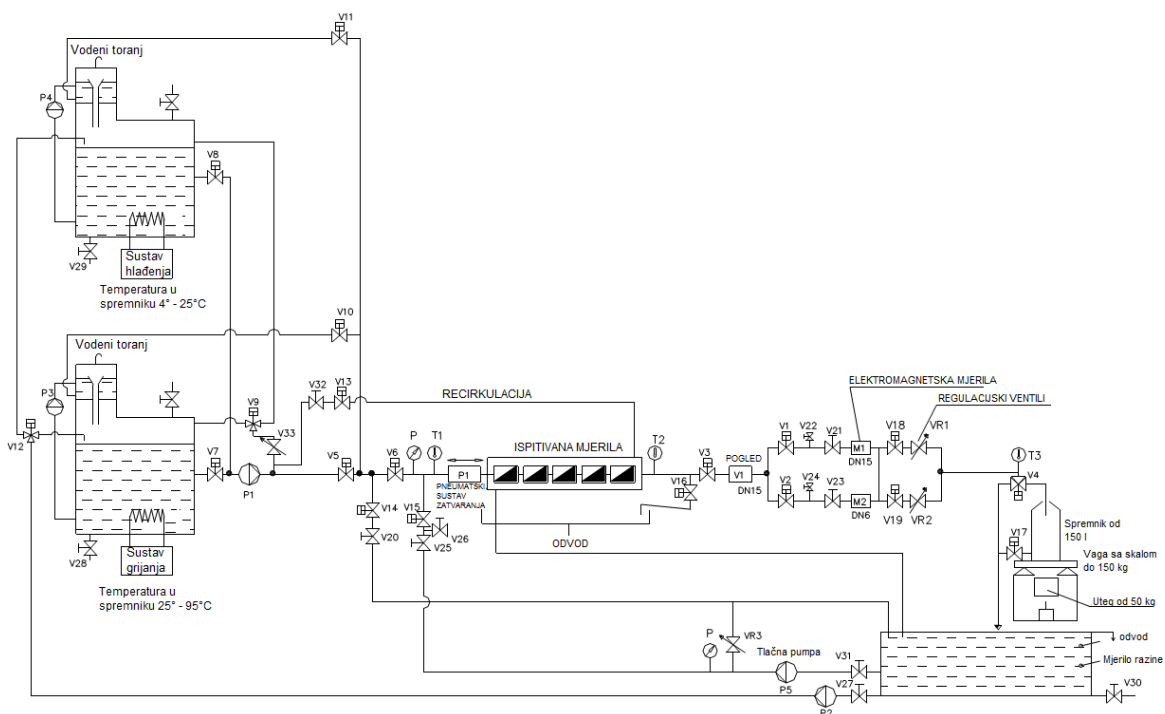 V11
Vodeni toranj
P4
V8
V29
Sustav
hlađenja
Temperatura u
spremniku 4° - 25°C
V10
Vodeni toranj
P3
V12
V9
V33
V32
V13
RECIRKULACIJA
V7
P1
V5
V6
P
T1
P1
PNEUMATSKI
SUSTAV
ZATVARANJA
ISPITIVANA MJERILA
T2
V3
V16
POGLED
V1
DN15
V1
V22
V21
ELEKTROMAGNETSKA MJERILA
REGULACIJSKI VENTILI
M1
DN15
V18
VR1
V2
V24
V23
M2
DN6
V19
VR2
T3
V4
V17
Spremnik od
150 l
Vaga sa skalom
do 150 kg
Uteg od 50 kg
V14
V20
V15
V26
V25
ODVOD
V28
Sustav
grijanja
Temperatura u
spremniku 25° - 95°C
P
VR3
Tlačna pumpa
P5
V31
odvod
Mjerilo razine
V30
P2
V27